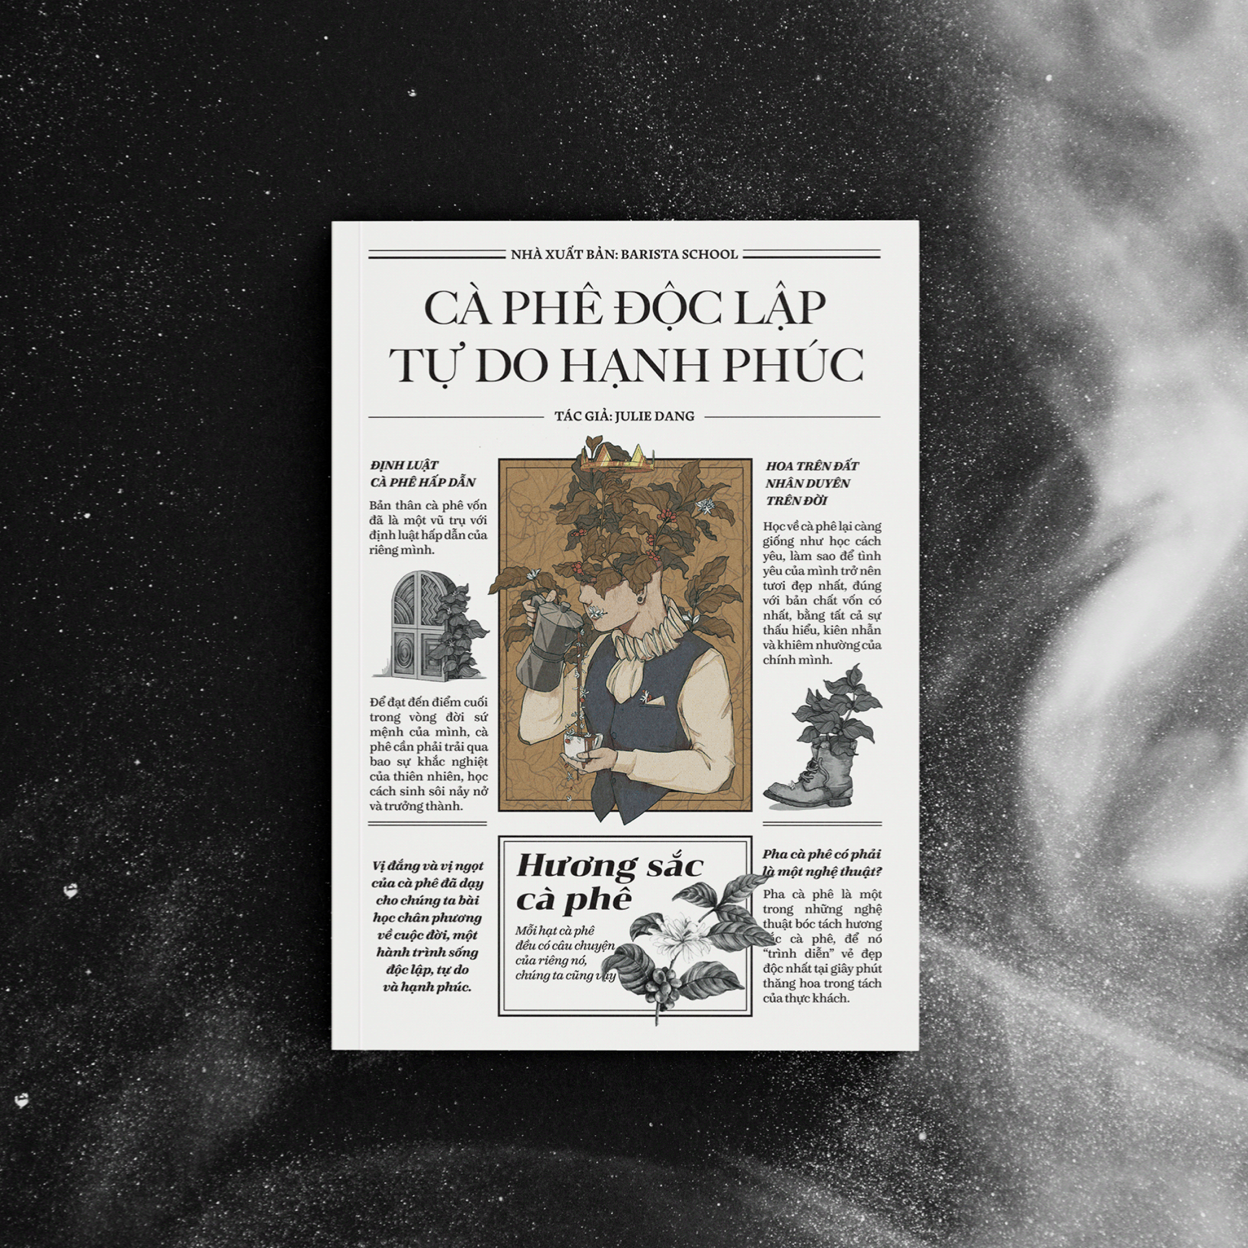 NHÀ XUẤT BẢN: BARISTA SCHOOL
CÀ PHÊ ĐỘC LẬP
TỰ DO HẠNH PHÚC
TÁC GIẢ: JULIE DANG
ĐỊNH LUẬT
CÀ PHÊ HẤP DẪN
Bản thân cà phê vốn
đã là một vũ trụ với
định luật hấp dẫn của
riêng mình.
Để đạt đến điểm cuối
trong vòng đời sứ
mệnh của mình, cà
phê cần phải trải qua
bao sự khắc nghiệt
của thiên nhiên, học
cách sinh sôi nảy nở
và trưởng thành.
Vị đắng và vị ngọt
của cà phê đã dạy
cho chúng ta bài
học chân phương
về cuộc đời, một
hành trình sống
độc lập, tự do
và hạnh phúc.
Hương sắc
cà phê
Mỗi hạt cà phê
đều có câu chuyện
của riêng nó,
chúng ta cũng vậy
HOA TRÊN ĐẤT
NHÂN DUYÊN
TRÊN ĐỜI
Học về cà phê lại càng
giống như học cách
yêu, làm sao để tình
yêu của mình trở nên
tươi đẹp nhất, đúng
với bản chất vốn có
nhất, bằng tất cả sự
thấu hiểu, kiên nhẫn
và khiêm nhường của
chính mình.
Pha cà phê có phải
là một nghệ thuật?
Pha cà phê là một
trong những nghệ
thuật bóc tách hương
sắc cà phê, để nó
“trình diễn” vẻ đẹp
độc nhất tại giây phút
thăng hoa trong tách
của thực khách.